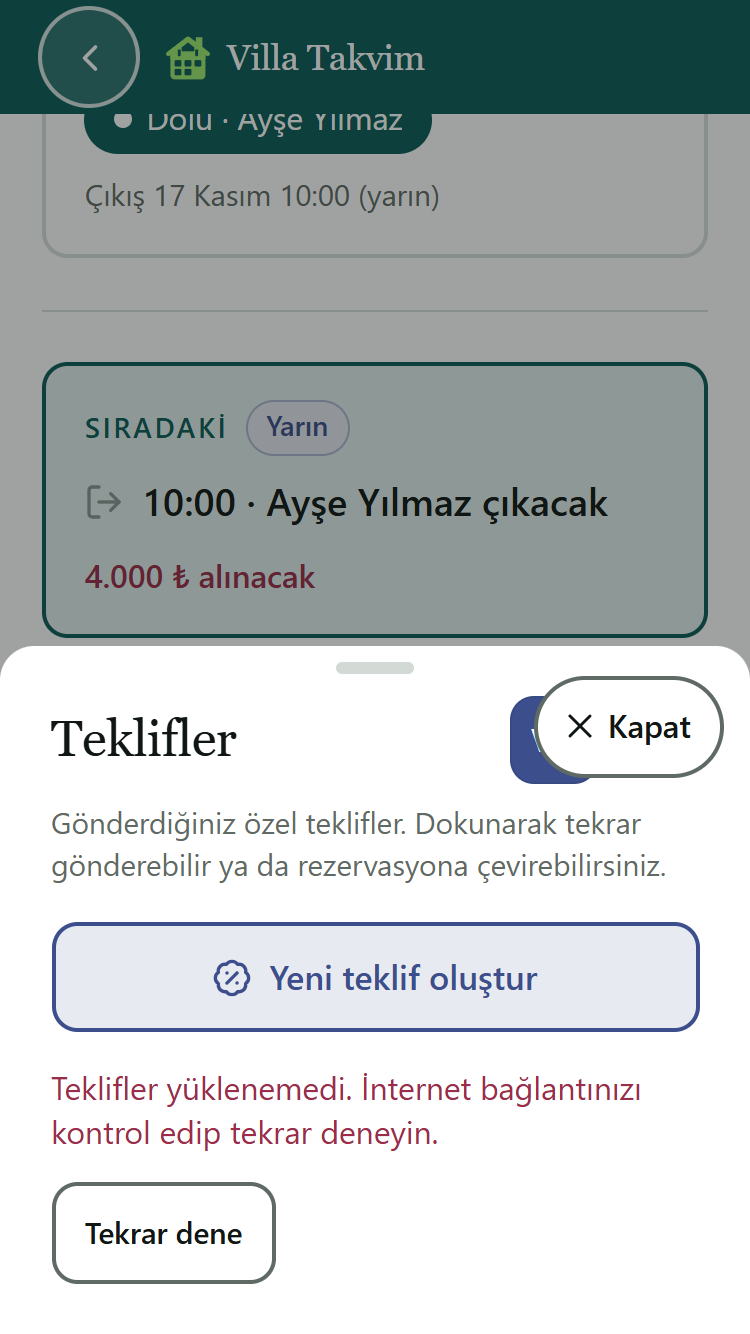 Villa Takvim
Dolu · Ayşe Yılmaz
Çıkış 17 Kasım 10:00 (yarın)
SIRADAKİ
Yarın
10:00 · Ayşe Yılmaz çıkacak
4.000 ₺ alınacak
Teklifler
Kapat
Gönderdiğiniz özel teklifler. Dokunarak tekrar
gönderebilir ya da rezervasyona çevirebilirsiniz.
Yeni teklif oluştur
Teklifler yüklenemedi. İnternet bağlantınızı
kontrol edip tekrar deneyin.
Tekrar dene